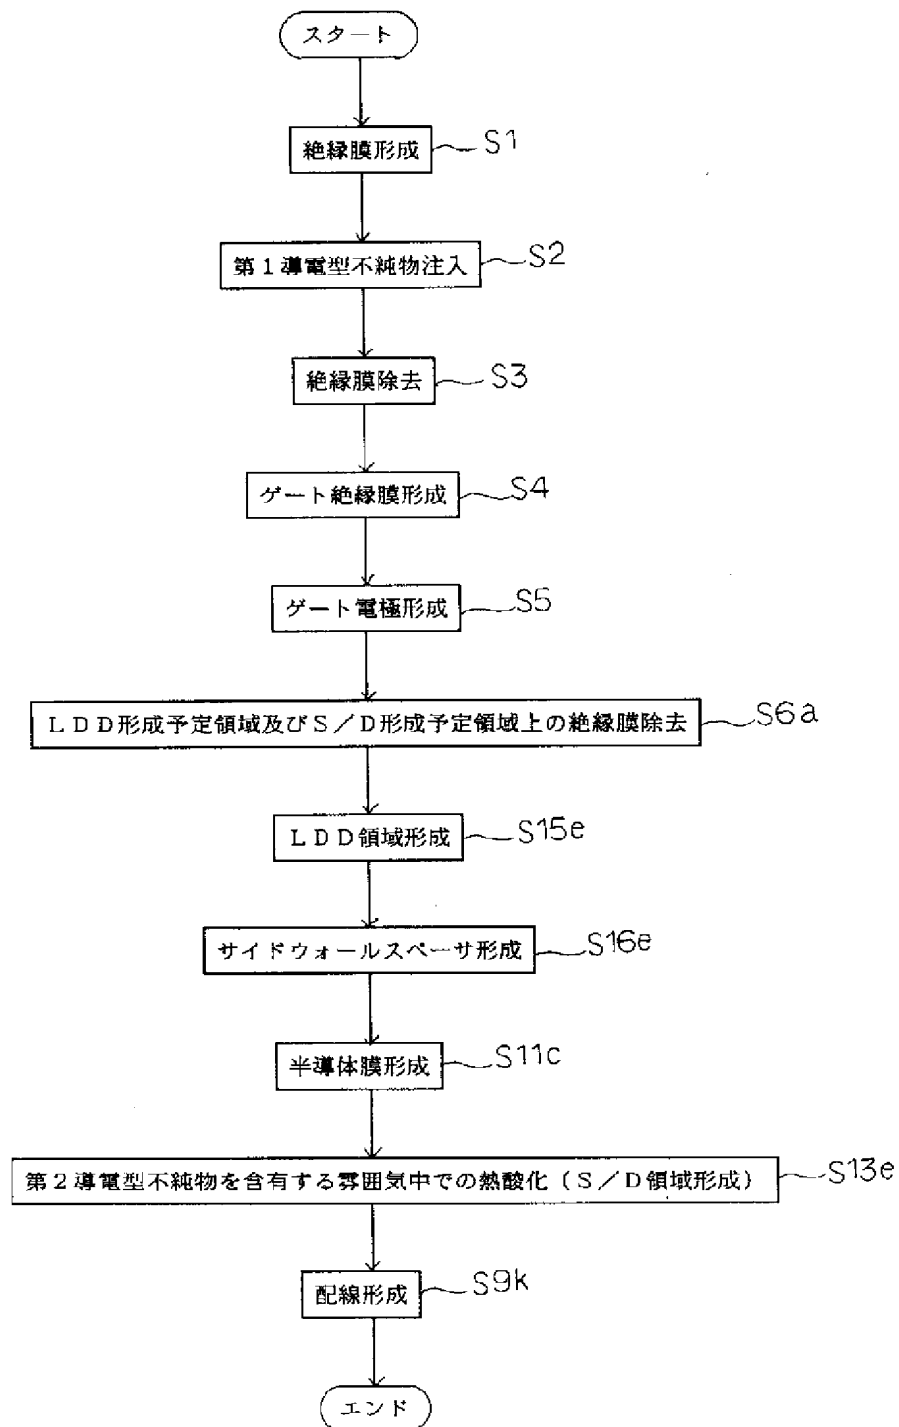 スタート
絶縁膜形成 S1
第1導電型不純物注入 S2
絶縁膜除去 S3
ゲート絶縁膜形成 S4
ゲート電極形成 S5
LDD形成予定領域及びS/D形成予定領域上の絶縁膜除去 S6a
LDD領域形成 S15e
サイドウォールスペーサ形成 S16e
半導体膜形成 S11c
第2導電型不純物を含有する雰囲気中での熱酸化(S/D領域形成) S13e
配線形成 S9k
エンド